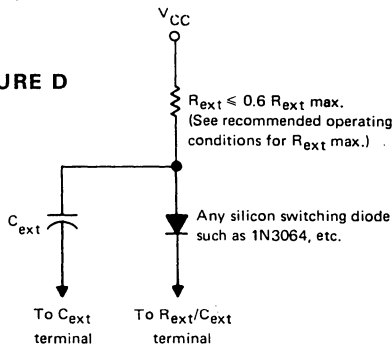 VCC
URE D
Rext ≤ 0.6 Rext max.
(See recommended operating
conditions for Rext max.)
Cext
Any silicon switching diode
such as 1N3064, etc.
To Cext
terminal
To Rext/Cext
terminal